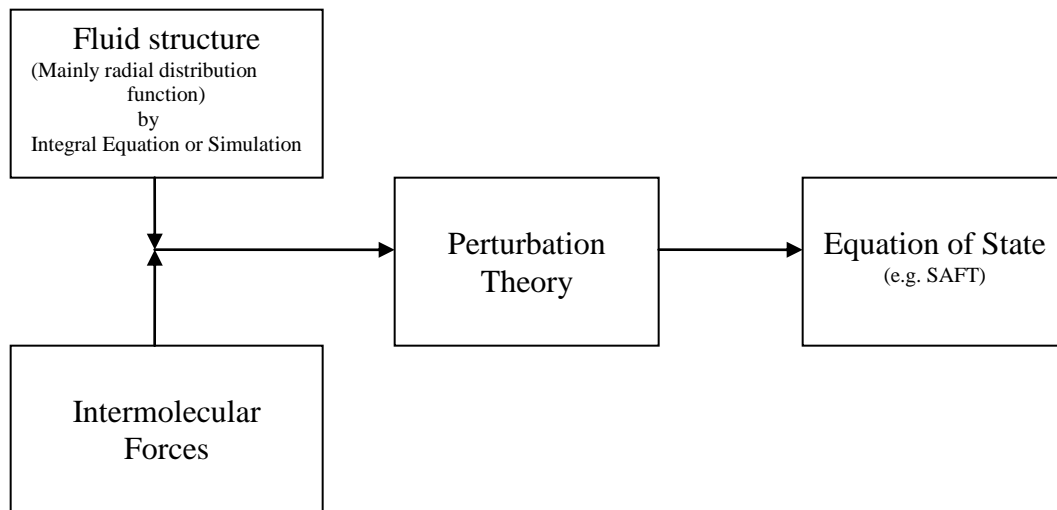 Fluid structure
(Mainly radial distribution
function)
by
Integral Equation or Simulation
Perturbation
Theory
Equation of State
(e.g. SAFT)
Intermolecular
Forces